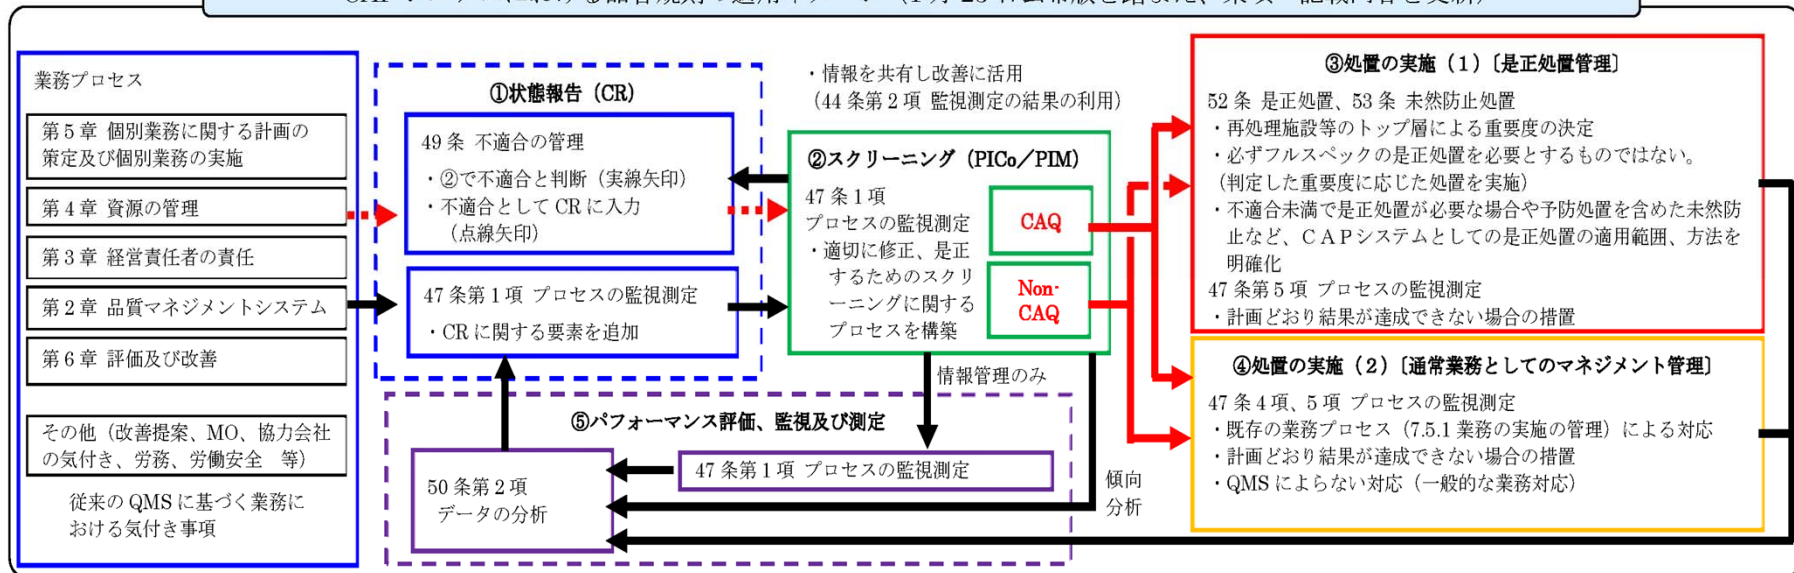 業務プロセス
第5章 個別業務に関する計画の
策定及び個別業務の実施
第4章 資源の管理
第3章 経営責任者の責任
第2章 品質マネジメントシステム
第6章 評価及び改善
その他（改善提案、MO、協力会社
の気付き、労務、労働安全　等）
従来の QMS に基づく業務に
おける気付き事項
①状態報告（CR）
49条 不適合の管理
・②で不適合と判断（実線矢印）
・不適合として CR に入力
（点線矢印）
47条第1項 プロセスの監視測定
・CR に関する要素を追加
・情報を共有し改善に活用
（44条第2項 監視測定の結果の利用）
②スクリーニング（PICo／PIM）
47条1項
プロセスの監視測定
・適切に修正、是正
するためのスクリ
ーニングに関する
プロセスを構築
CAQ
Non-
CAQ
情報管理のみ
傾向
分析
⑤パフォーマンス評価、監視及び測定
47条第1項 プロセスの監視測定
50条第2項
データの分析
③処置の実施（1）〔是正処置管理〕
52条 是正処置、53条 未然防止処置
・再処理施設等のトップ層による重要度の決定
・必ずフルスペックの是正処置を必要とするものではない。
（判定した重要度に応じた処置を実施）
・不適合未満で是正処置が必要な場合や予防処置を含めた未然防
止など、ＣＡＰシステムとしての是正処置の適用範囲、方法を
明確化
47条第5項 プロセスの監視測定
・計画どおり結果が達成できない場合の措置
④処置の実施（2）〔通常業務としてのマネジメント管理〕
47条4項、5項 プロセスの監視測定
・既存の業務プロセス（7.5.1 業務の実施の管理）による対応
・計画どおり結果が達成できない場合の措置
・QMS によらない対応（一般的な業務対応）